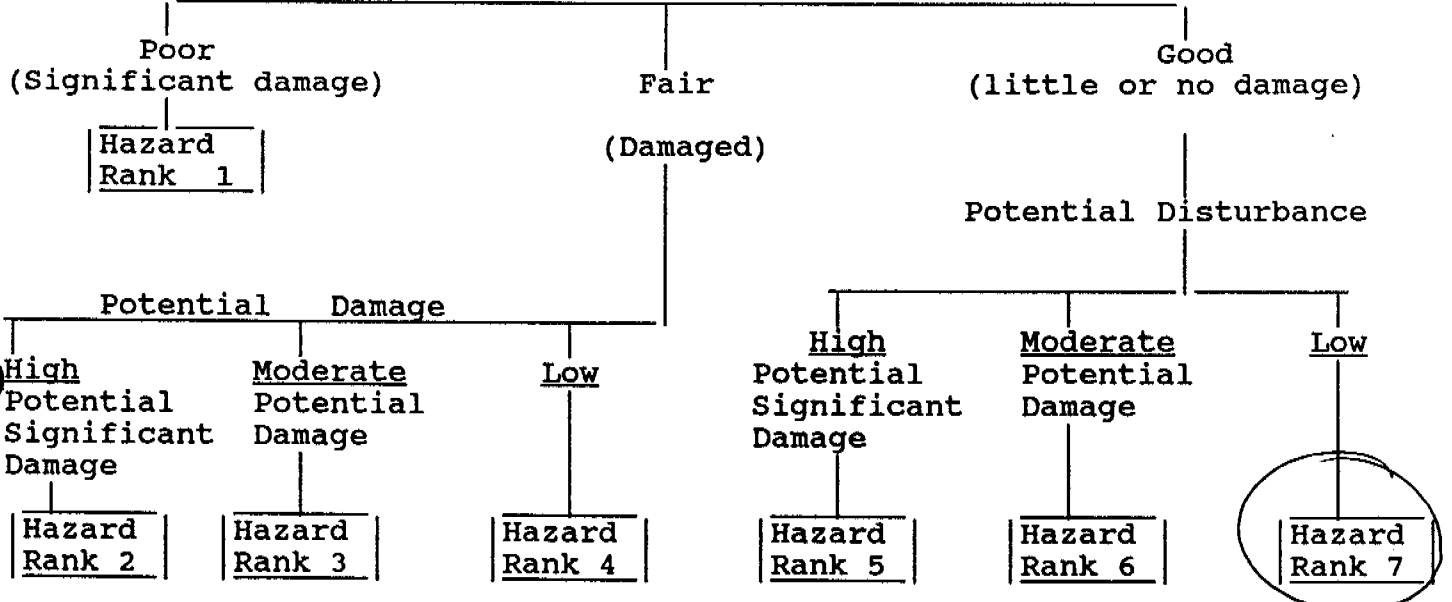 Poor
(Significant damage)
Hazard
Rank 1
Fair
(Damaged)
Good
(little or no damage)
Potential Disturbance
Potential Damage
High
Potential
Significant
Damage
Hazard
Rank 2
Moderate
Potential
Damage
Hazard
Rank 3
Low
Hazard
Rank 4
High
Potential
Significant
Damage
Hazard
Rank 5
Moderate
Potential
Damage
Hazard
Rank 6
Low
Hazard
Rank 7